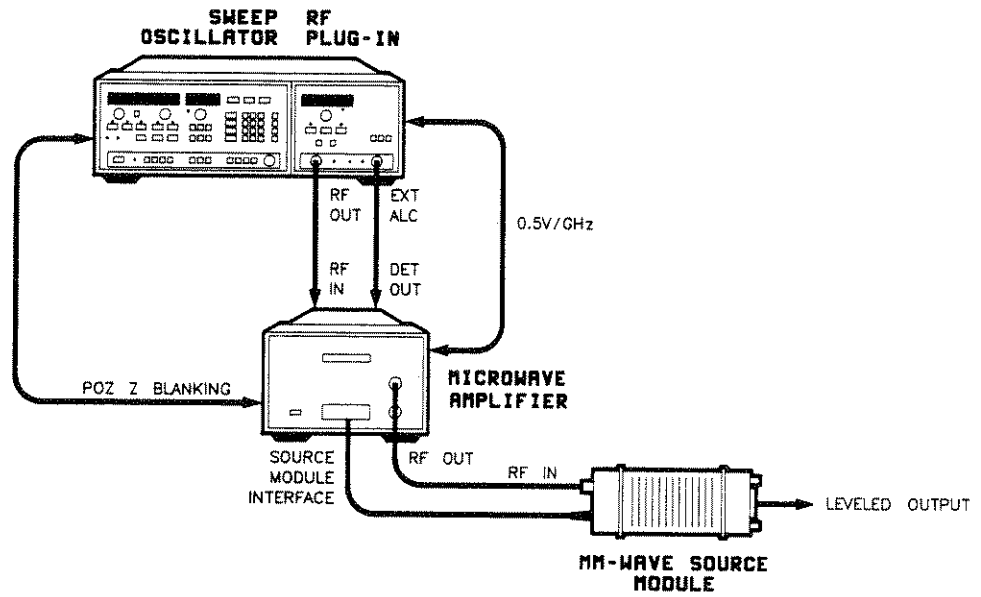 SWEEP RF
OSCILLATOR PLUG-IN
RF EXT
OUT ALC
0.5V/GHz
RF DET
IN OUT
POZ Z BLANKING
MICROWAVE
AMPLIFIER
SOURCE
MODULE
INTERFACE
RF OUT
RF IN
LEVELED OUTPUT
MM-WAVE SOURCE
MODULE